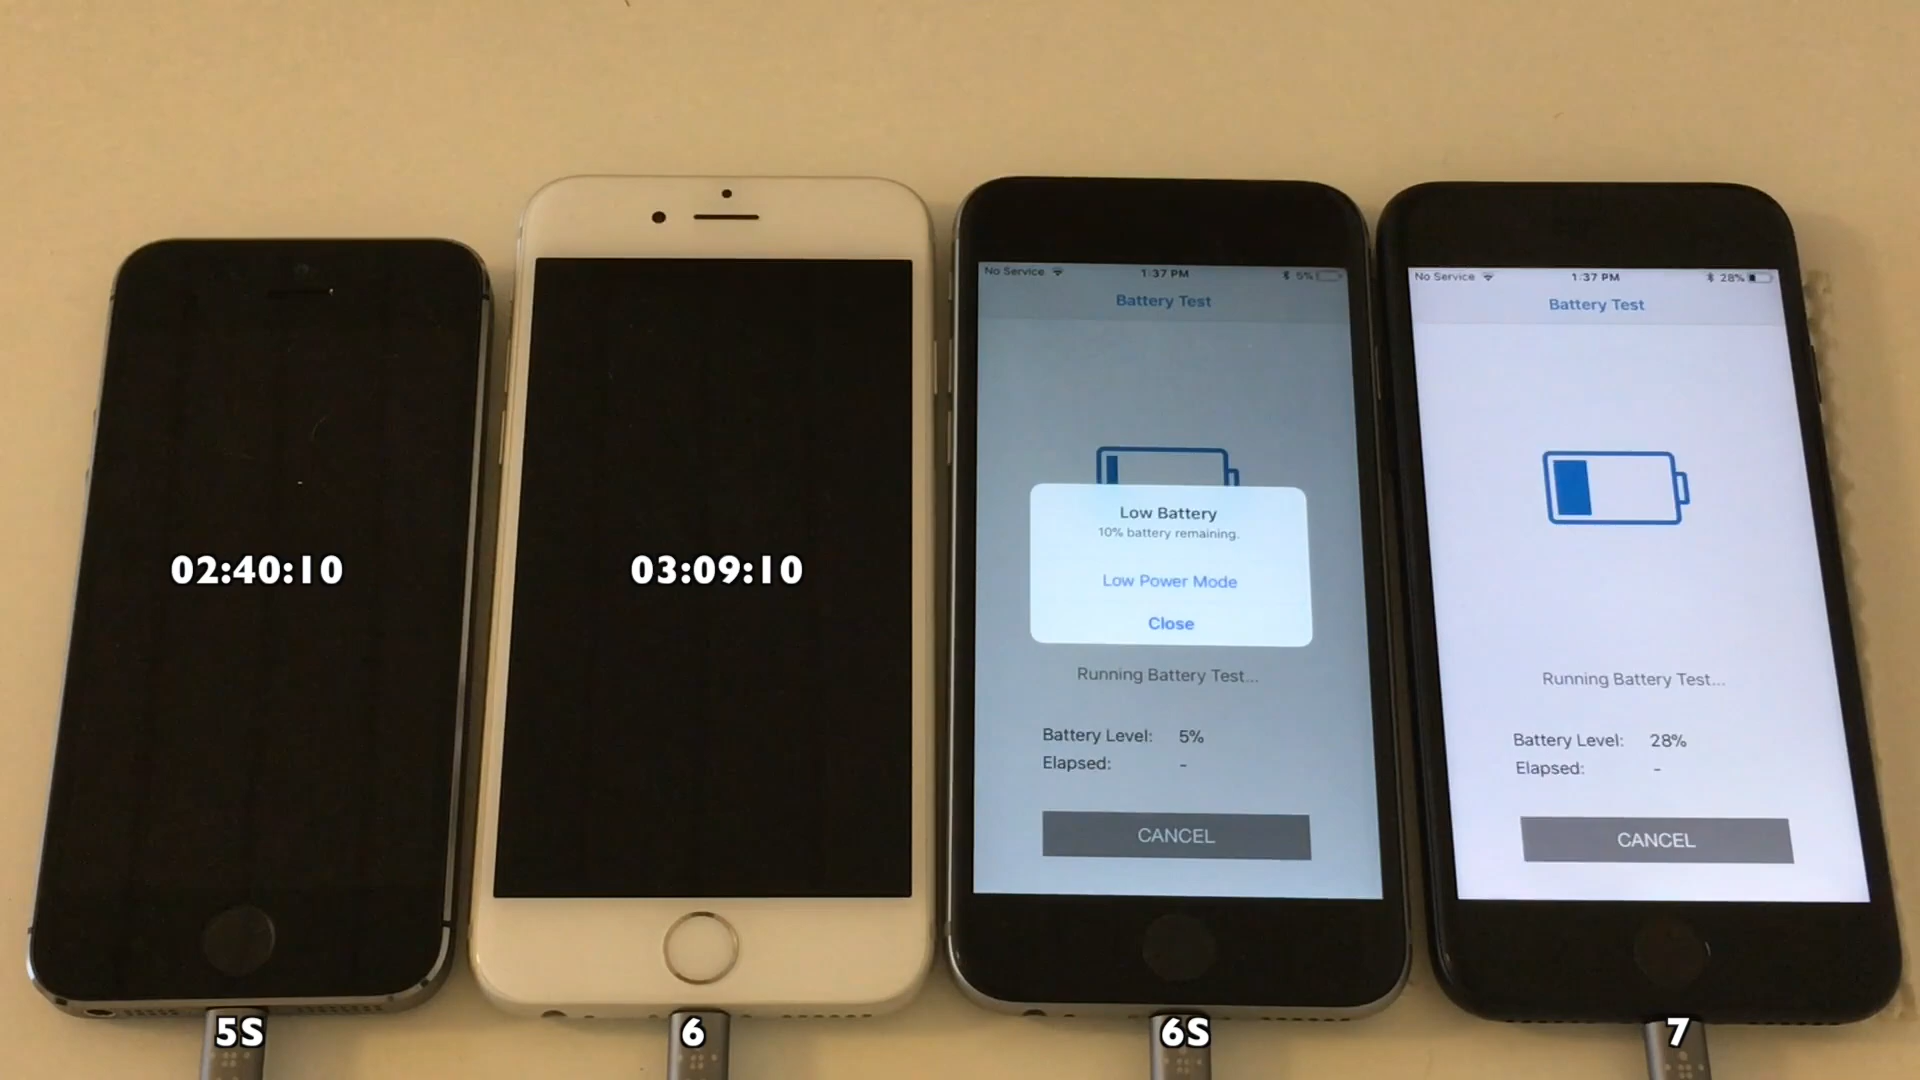 02:40:10
03:09:10
No Service
1:37 PM
5%
Battery Test
Low Battery
10% battery remaining.
Low Power Mode
Close
Running Battery Test...
Battery Level: 5%
Elapsed: -
CANCEL
No Service
1:37 PM
28%
Battery Test
Running Battery Test...
Battery Level: 28%
Elapsed: -
CANCEL
5S
6
6S
7